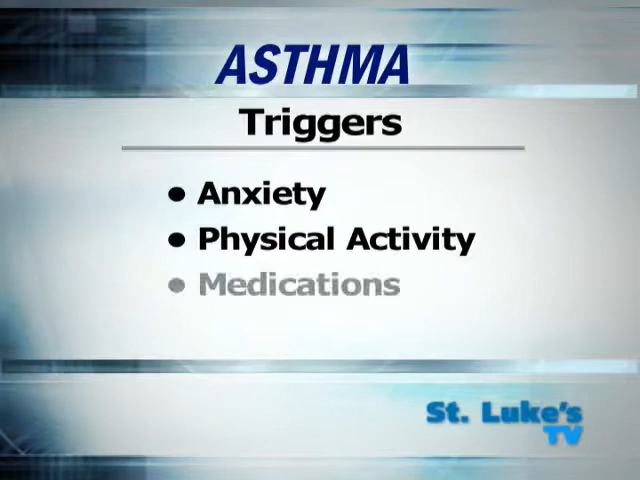 ASTHMA
Triggers
• Anxiety
• Physical Activity
• Medications
St. Luke's
TV